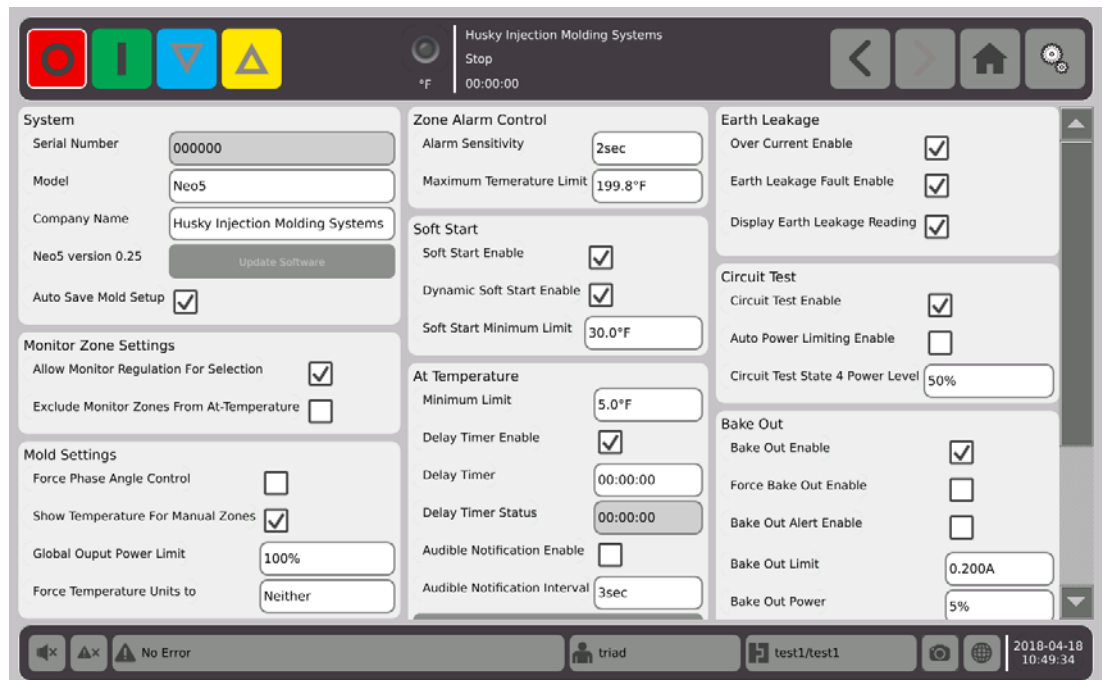 Husky Injection Molding Systems
Stop
°F 00:00:00
System
Serial Number 000000
Model Neo5
Company Name Husky Injection Molding Systems
Neo5 version 0.25 Update Software
Auto Save Mold Setup
Monitor Zone Settings
Allow Monitor Regulation For Selection
Exclude Monitor Zones From At-Temperature
Mold Settings
Force Phase Angle Control
Show Temperature For Manual Zones
Global Ouput Power Limit 100%
Force Temperature Units to Neither
Zone Alarm Control
Alarm Sensitivity 2sec
Maximum Temerature Limit 199.8°F
Soft Start
Soft Start Enable
Dynamic Soft Start Enable
Soft Start Minimum Limit 30.0°F
At Temperature
Minimum Limit 5.0°F
Delay Timer Enable
Delay Timer 00:00:00
Delay Timer Status 00:00:00
Audible Notification Enable
Audible Notification Interval 3sec
Earth Leakage
Over Current Enable
Earth Leakage Fault Enable
Display Earth Leakage Reading
Circuit Test
Circuit Test Enable
Auto Power Limiting Enable
Circuit Test State 4 Power Level 50%
Bake Out
Bake Out Enable
Force Bake Out Enable
Bake Out Alert Enable
Bake Out Limit 0.200A
Bake Out Power 5%
No Error triad test1/test1 2018-04-18
10:49:34